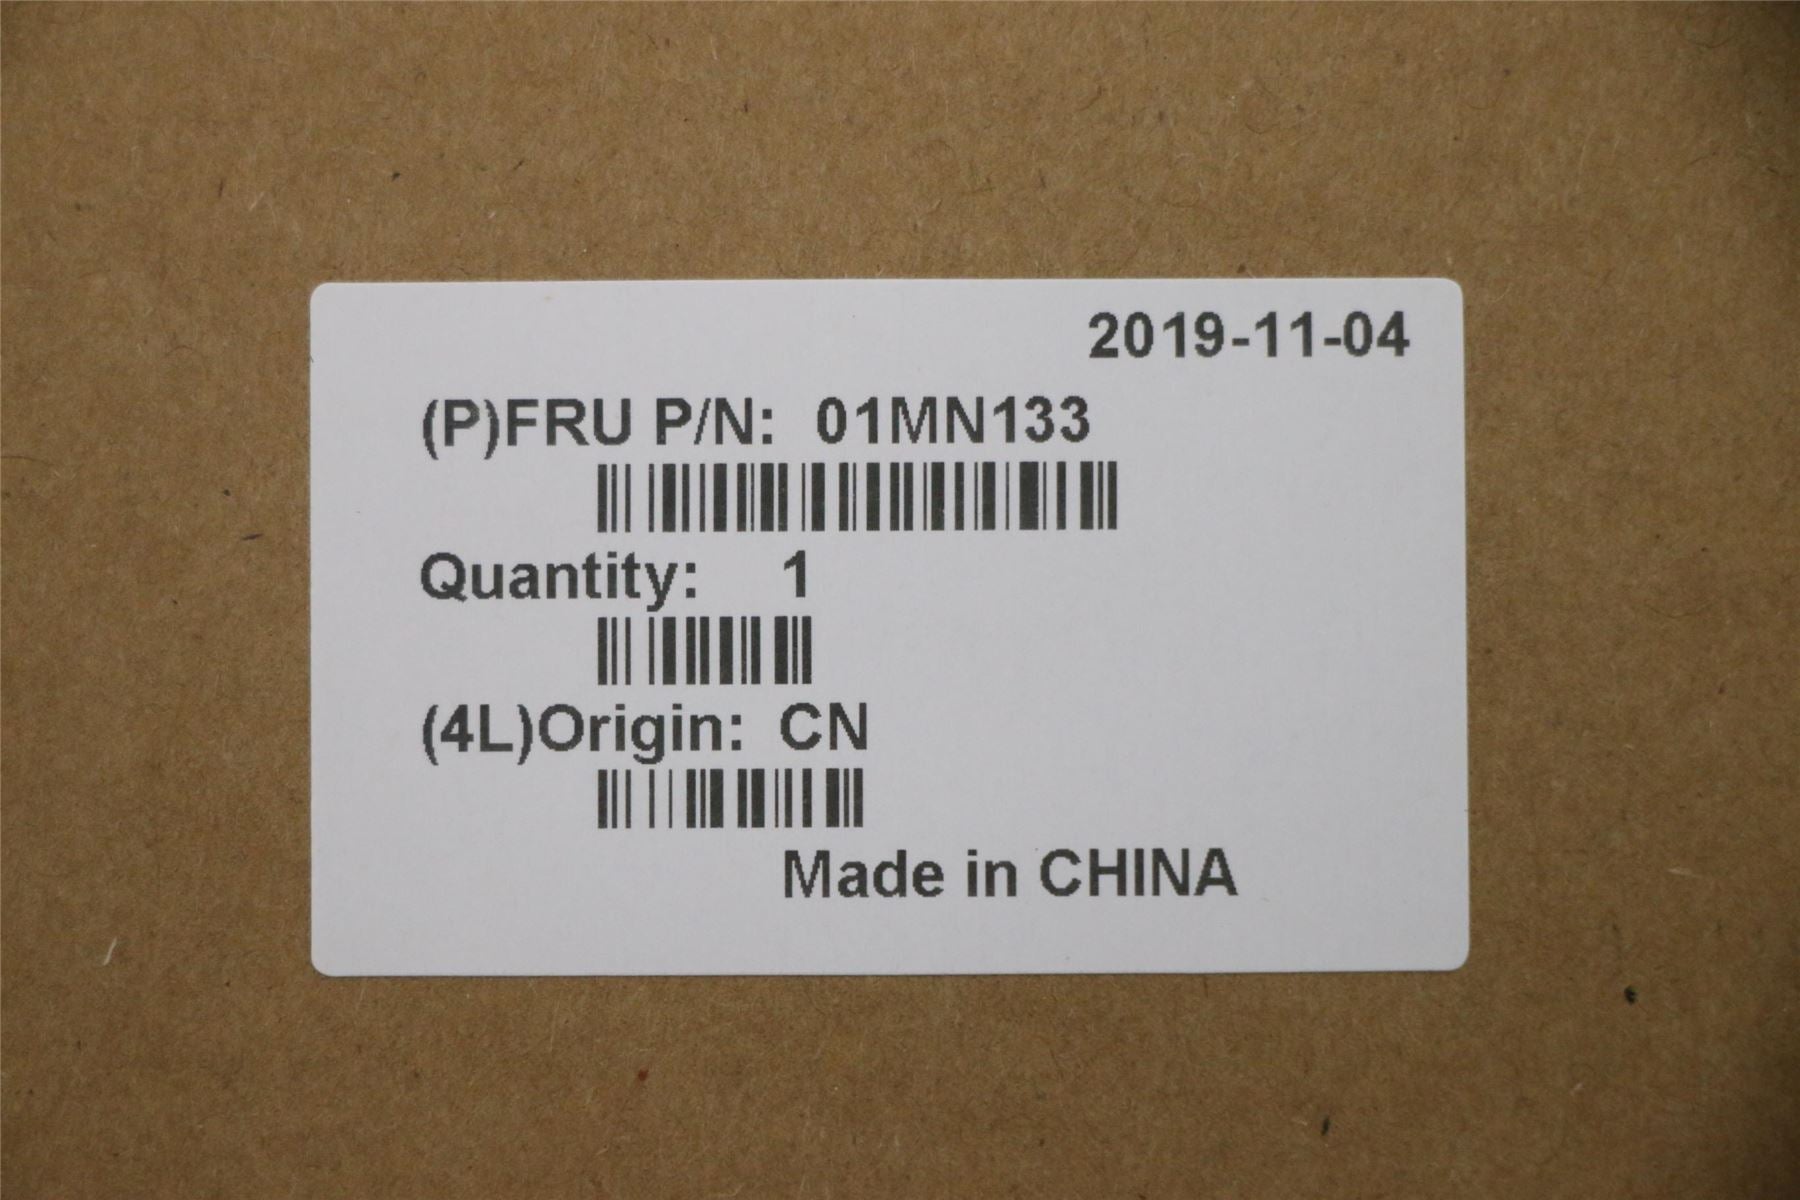 2019-11-04
(P)FRU P/N: 01MN133
Quantity: 1
(4L)Origin: CN
Made in CHINA